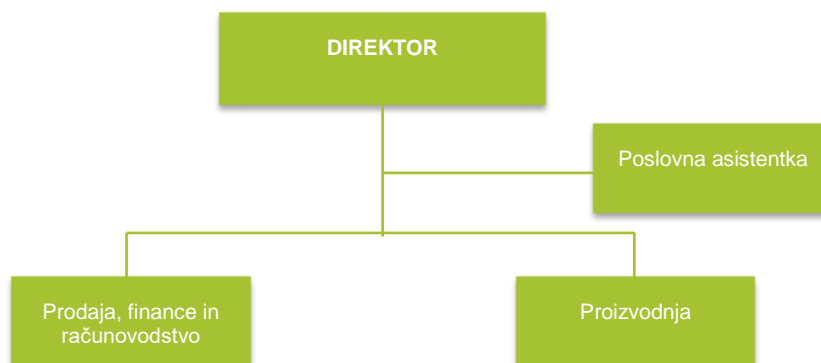 DIREKTOR
Poslovna asistentka
Prodaja, finance in
računovodstvo
Proizvodnja